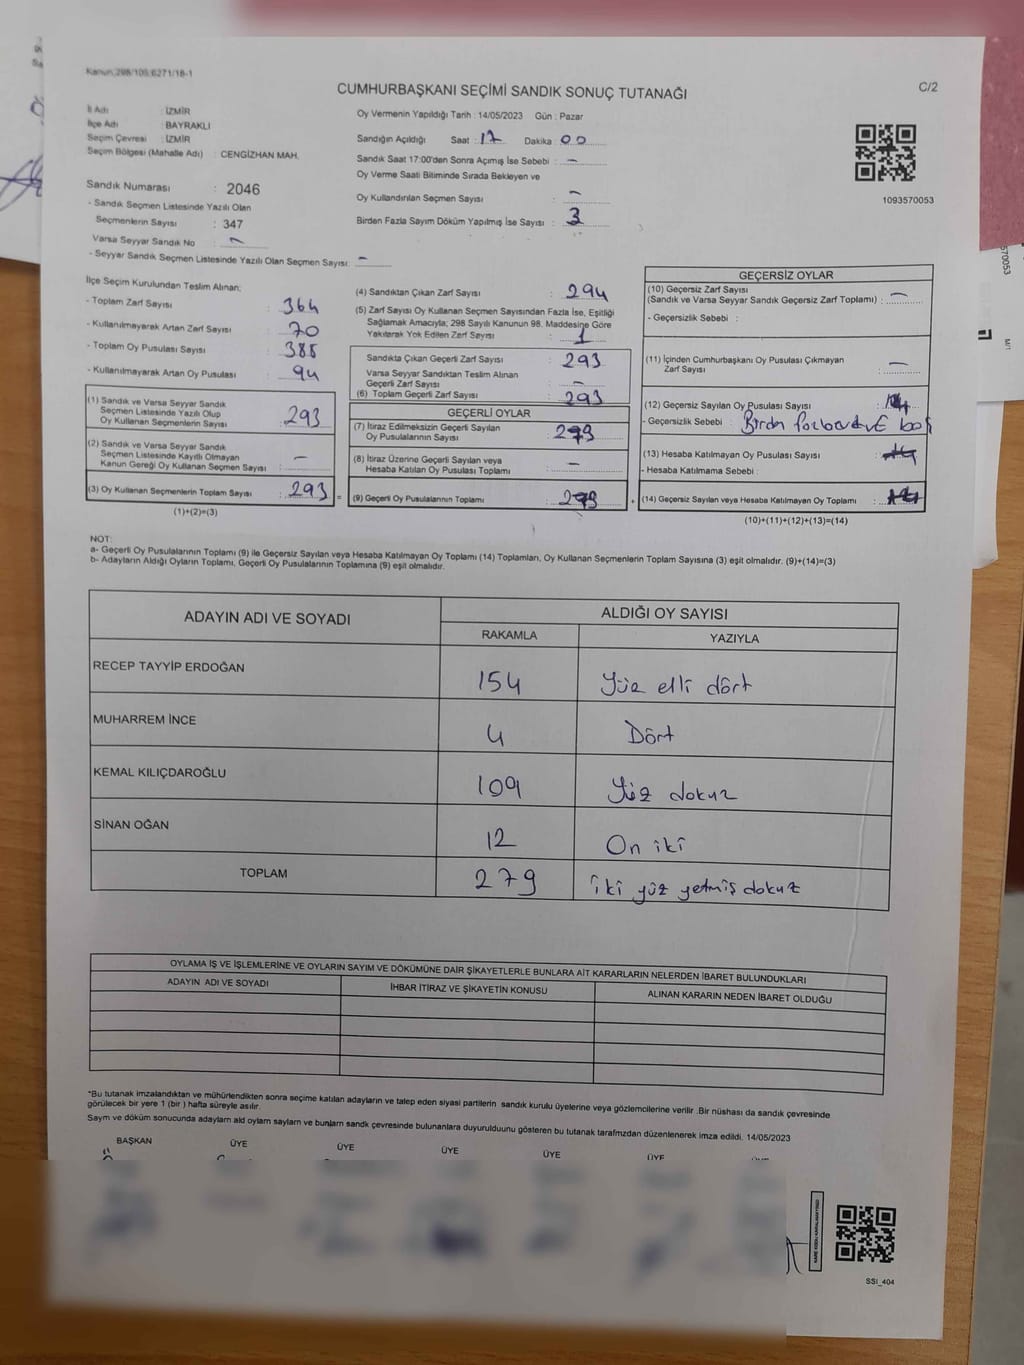 Kanun:298/105;6271/18-1
CUMHURBAŞKANI SEÇİMİ SANDIK SONUÇ TUTANAĞI
C/2
İl Adı : İZMİR
İlçe Adı : BAYRAKLI
Seçim Çevresi : İZMİR
Seçim Bölgesi (Mahalle Adı) : CENGİZHAN MAH.
Sandık Numarası : 2046
- Sandık Seçmen Listesinde Yazılı Olan
Seçmenlerin Sayısı : 347
Varsa Seyyar Sandık No : -
- Seyyar Sandık Seçmen Listesinde Yazılı Olan Seçmen Sayısı: -
Oy Vermenin Yapıldığı Tarih : 14/05/2023 Gün : Pazar
Sandığın Açıldığı Saat : 17 Dakika : 00
Sandık Saat 17:00'den Sonra Açımış İse Sebebi : -
Oy Verme Saati Bitiminde Sırada Bekleyen ve
Oy Kullandırılan Seçmen Sayısı : -
Birden Fazla Sayım Döküm Yapılmış İse Sayısı : 3
1093570053
İlçe Seçim Kurulundan Teslim Alınan:
- Toplam Zarf Sayısı : 364
- Kullanılmayarak Artan Zarf Sayısı : 70
- Toplam Oy Pusulası Sayısı : 388
- Kullanılmayarak Artan Oy Pusulası : 94
(1) Sandık ve Varsa Seyyar Sandık
Seçmen Listesinde Yazılı Olup
Oy Kullanan Seçmenlerin Sayısı : 293
(2) Sandık ve Varsa Seyyar Sandık
Seçmen Listesinde Kayıtlı Olmayan
Kanun Gereği Oy Kullanan Seçmen Sayısı : -
(3) Oy Kullanan Seçmenlerin Toplam Sayısı : 293 =
(1)+(2)=(3)
(4) Sandıktan Çıkan Zarf Sayısı : 294
(5) Zarf Sayısı Oy Kullanan Seçmen Sayısından Fazla İse, Eşitliği
Sağlamak Amacıyla; 298 Sayılı Kanunun 98. Maddesine Göre
Yakılarak Yok Edilen Zarf Sayısı : 1
Sandıkta Çıkan Geçerli Zarf Sayısı : 293
Varsa Seyyar Sandıktan Teslim Alınan
Geçerli Zarf Sayısı : -
(6) Toplam Geçerli Zarf Sayısı : 293
GEÇERLİ OYLAR
(7) İtiraz Edilmeksizin Geçerli Sayılan
Oy Pusulalarının Sayısı : 279
(8) İtiraz Üzerine Geçerli Sayılan veya
Hesaba Katılan Oy Pusulası Toplamı : -
(9) Geçerli Oy Pusulalarının Toplamı : 279 +
GEÇERSİZ OYLAR
(10) Geçersiz Zarf Sayısı
(Sandık ve Varsa Seyyar Sandık Geçersiz Zarf Toplamı) : -
- Geçersizlik Sebebi :
(11) İçinden Cumhurbaşkanı Oy Pusulası Çıkmayan
Zarf Sayısı : -
(12) Geçersiz Sayılan Oy Pusulası Sayısı :
- Geçersizlik Sebebi : Birden
(13) Hesaba Katılmayan Oy Pusulası Sayısı :
- Hesaba Katılmama Sebebi :
(14) Geçersiz Sayılan veya Hesaba Katılmayan Oy Toplamı :
(10)+(11)+(12)+(13)=(14)
NOT:
a- Geçerli Oy Pusulalarının Toplamı (9) ile Geçersiz Sayılan veya Hesaba Katılmayan Oy Toplamı (14) Toplamları, Oy Kullanan Seçmenlerin Toplam Sayısına (3) eşit olmalıdır. (9)+(14)=(3)
b- Adayların Aldığı Oyların Toplamı, Geçerli Oy Pusulalarının Toplamına (9) eşit olmalıdır.
ADAYIN ADI VE SOYADI ALDIĞI OY SAYISI
RAKAMLA YAZIYLA
RECEP TAYYİP ERDOĞAN 154 Yüz elli dört
MUHARREM İNCE 4 Dört
KEMAL KILIÇDAROĞLU 109 Yüz dokuz
SİNAN OĞAN 12 On iki
TOPLAM 279 iki yüz yetmiş dokuz
OYLAMA İŞ VE İŞLEMLERİNE VE OYLARIN SAYIM VE DÖKÜMÜNE DAİR ŞİKAYETLERLE BUNLARA AİT KARARLARIN NELERDEN İBARET BULUNDUKLARI
ADAYIN ADI VE SOYADI İHBAR İTİRAZ VE ŞİKAYETİN KONUSU ALINAN KARARIN NEDEN İBARET OLDUĞU
*Bu tutanak imzalandıktan ve mühürlendikten sonra seçime katılan adayların ve talep eden siyasi partilerin sandık kurulu üyelerine veya gözlemcilerine verilir .Bir nüshası da sandık çevresinde
görülecek bir yere 1 (bir ) hafta süreyle asılır.
Sayım ve döküm sonucunda adayların ald oyların sayları ve bunların sandk çevresinde bulunanlara duyurulduunu gösteren bu tutanak tarafmzdan düzenlenerek imza edildi. 14/05/2023
BAŞKAN ÜYE ÜYE ÜYE ÜYE ÜYE
SSI_404